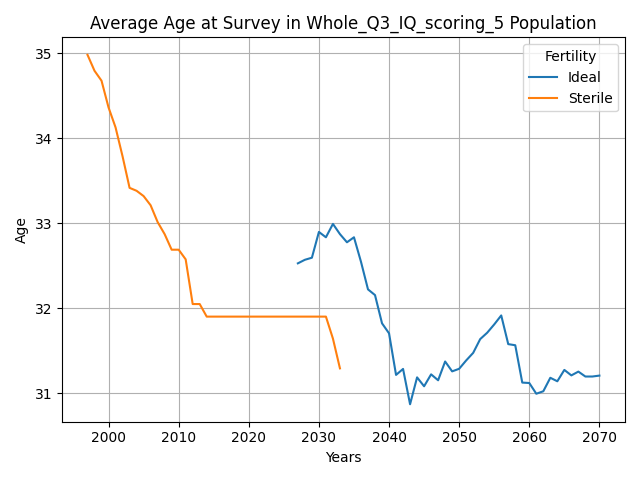 Average Age at Survey in Whole_Q3_IQ_scoring_5 Population
Fertility
Ideal
Sterile
35
34
33
32
31
Age
2000 2010 2020 2030 2040 2050 2060 2070
Years